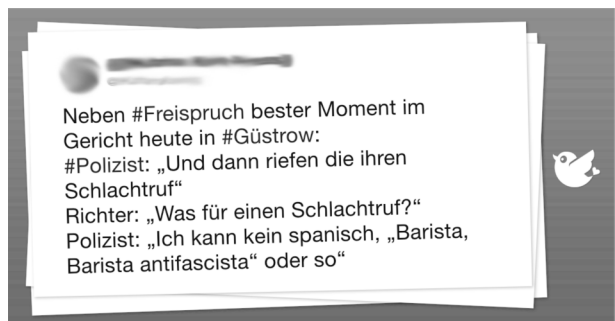 Neben #Freispruch bester Moment im
Gericht heute in #Güstrow:
#Polizist: „Und dann riefen die ihren
Schlachtruf“
Richter: „Was für einen Schlachtruf?“
Polizist: „Ich kann kein spanisch, „Barista,
Barista antifascista“ oder so“